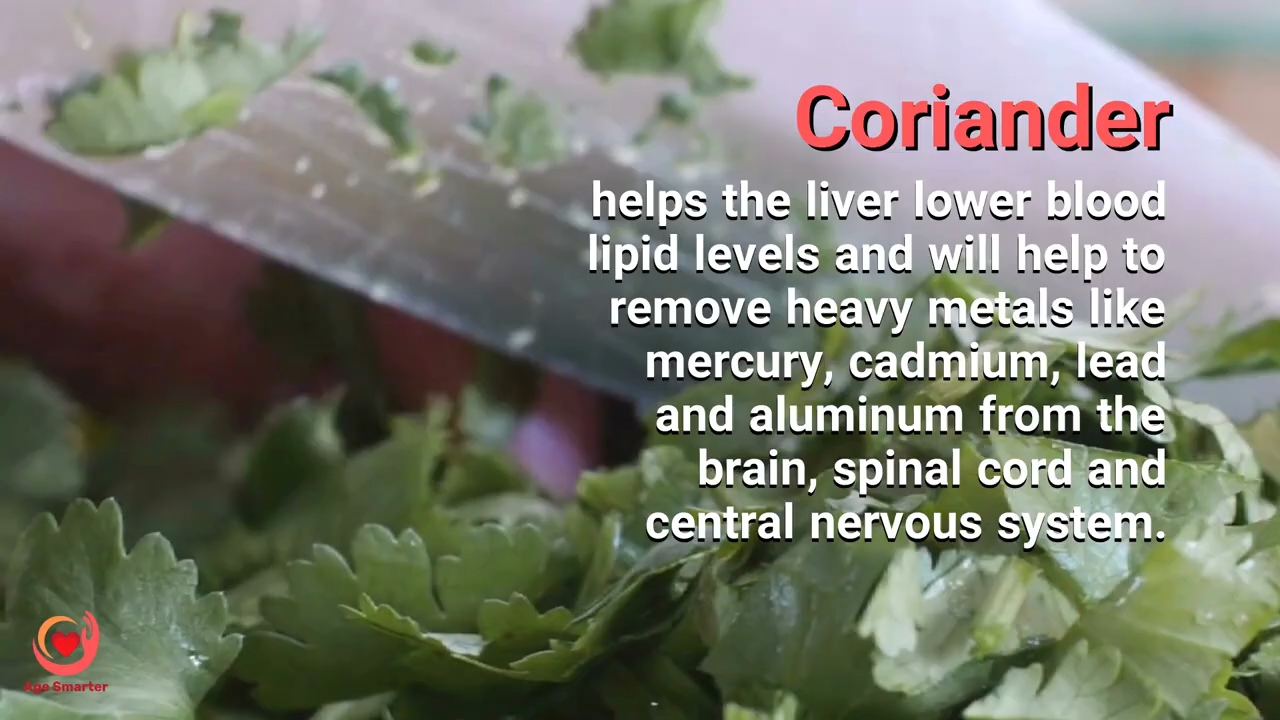 Coriander
helps the liver lower blood
lipid levels and will help to
remove heavy metals like
mercury, cadmium, lead
and aluminum from the
brain, spinal cord and
central nervous system.
Age Smarter